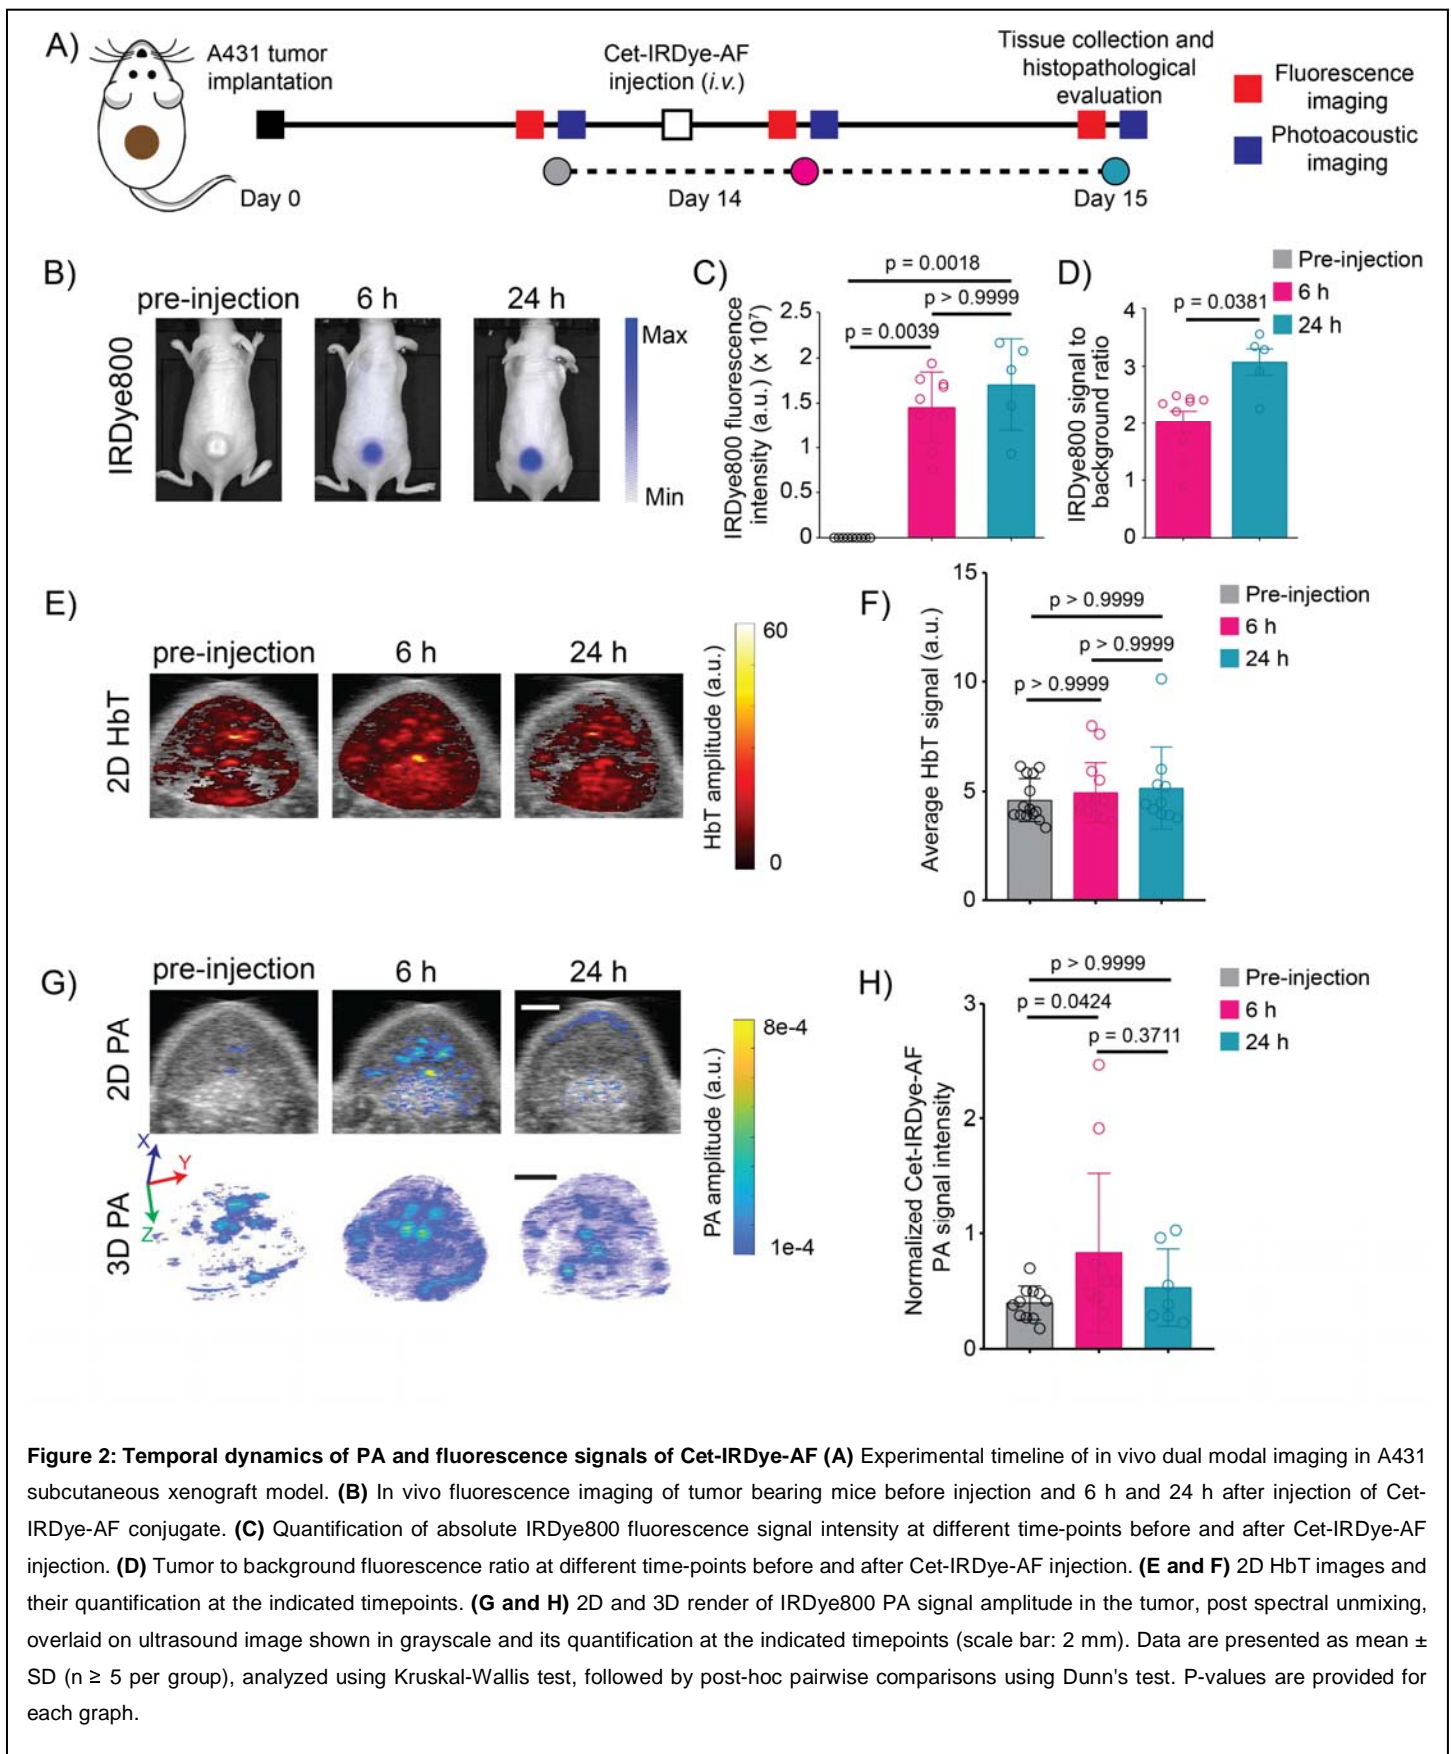 A)
A431 tumor
implantation
Cet-IRDye-AF
injection (i.v.)
Tissue collection and
histopathological
evaluation
Fluorescence
imaging
Photoacoustic
imaging
Day 0
Day 14
Day 15
B)
pre-injection 6 h 24 h
IRDye800
Max
Min
C)
p = 0.0018
p > 0.9999
p = 0.0039
IRDye800 fluorescence
intensity (a.u.) (x 10⁷)
2.5
2
1.5
1
0.5
0
D)
Pre-injection
6 h
24 h
p = 0.0381
IRDye800 signal to
background ratio
4
3
2
1
0
E)
pre-injection 6 h 24 h
2D HbT
HbT amplitude (a.u.)
60
0
F)
Average HbT signal (a.u.)
15
10
5
0
p > 0.9999
p > 0.9999
p > 0.9999
Pre-injection
6 h
24 h
G)
pre-injection 6 h 24 h
2D PA
X
Y
Z
3D PA
PA amplitude (a.u.)
8e-4
1e-4
H)
p > 0.9999
p = 0.0424
p = 0.3711
Normalized Cet-IRDye-AF
PA signal intensity
3
2
1
0
Pre-injection
6 h
24 h
Figure 2: Temporal dynamics of PA and fluorescence signals of Cet-IRDye-AF (A) Experimental timeline of in vivo dual modal imaging in A431
subcutaneous xenograft model. (B) In vivo fluorescence imaging of tumor bearing mice before injection and 6 h and 24 h after injection of Cet-
IRDye-AF conjugate. (C) Quantification of absolute IRDye800 fluorescence signal intensity at different time-points before and after Cet-IRDye-AF
injection. (D) Tumor to background fluorescence ratio at different time-points before and after Cet-IRDye-AF injection. (E and F) 2D HbT images and
their quantification at the indicated timepoints. (G and H) 2D and 3D render of IRDye800 PA signal amplitude in the tumor, post spectral unmixing,
overlaid on ultrasound image shown in grayscale and its quantification at the indicated timepoints (scale bar: 2 mm). Data are presented as mean ±
SD (n ≥ 5 per group), analyzed using Kruskal-Wallis test, followed by post-hoc pairwise comparisons using Dunn's test. P-values are provided for
each graph.